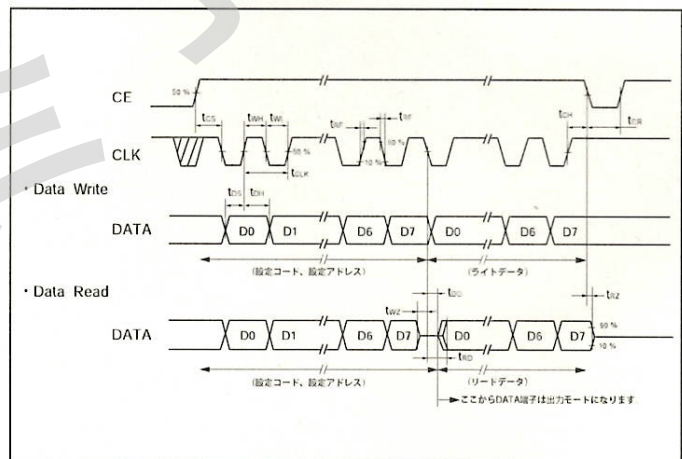 CE
50 %
tCS tWH tWL tRF tRF tCH tCR
CLK
50 %
10 %
90 %
tCLK
・Data Write
tDS tDH
DATA D0 D1 D6 D7 D0 D6 D7
(設定コード、設定アドレス) (ライトデータ)
・Data Read
tWZ tDO tRZ
DATA D0 D1 D6 D7 D0 D6 D7
90 %
10 %
tRD
(設定コード、設定アドレス) (リードデータ)
ここからDATA端子は出力モードになります